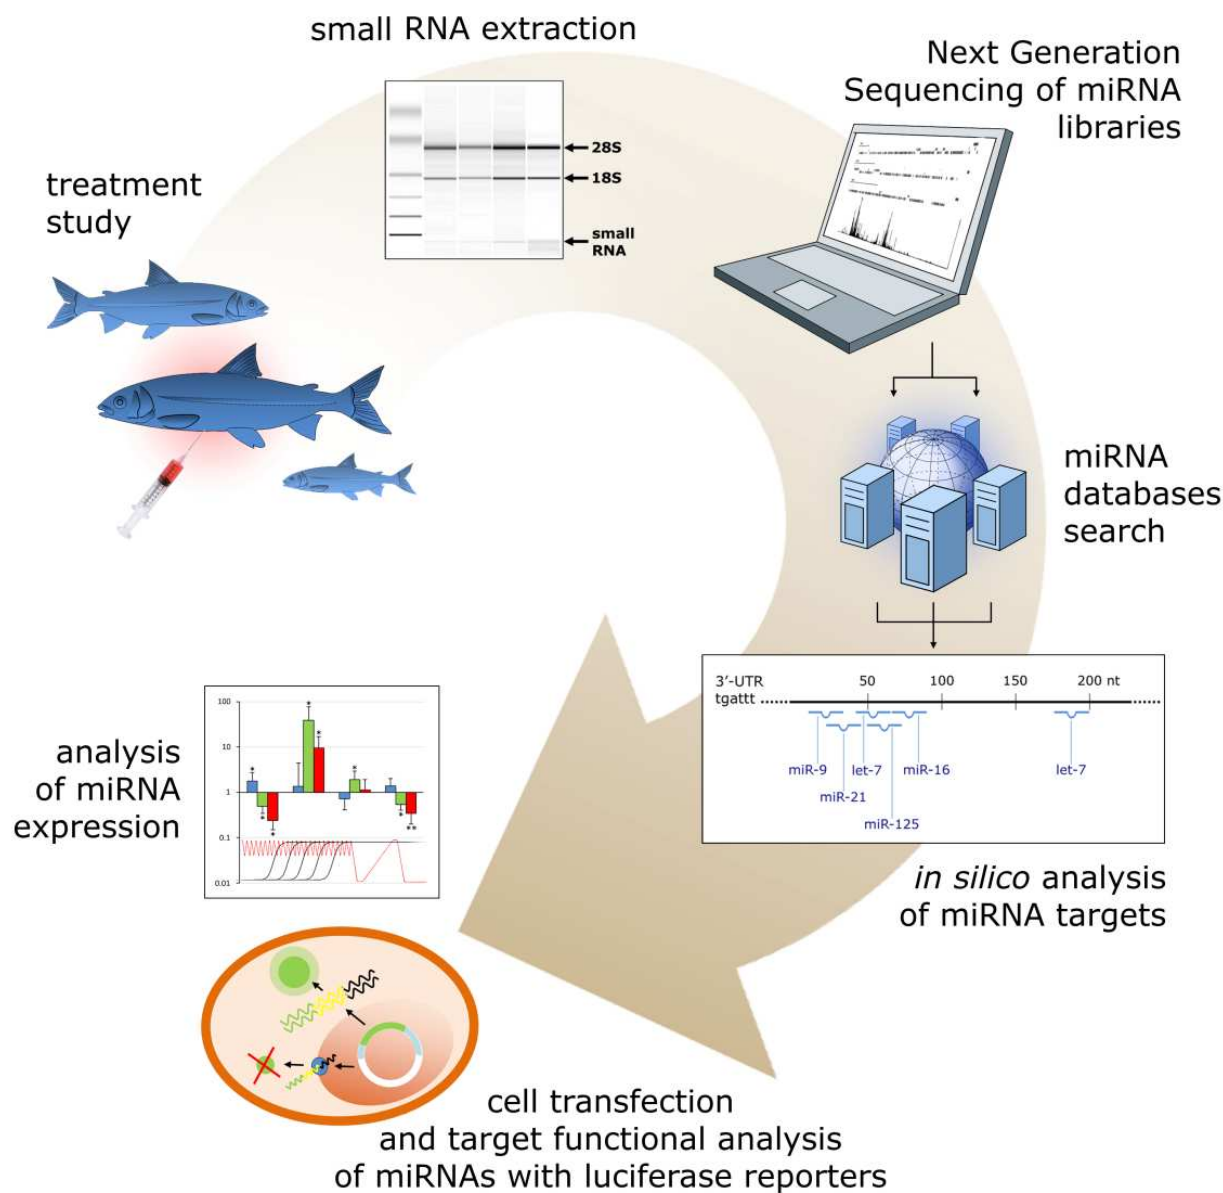 small RNA extraction
28S
18S
small
RNA
Next Generation
Sequencing of miRNA
libraries
treatment
study
miRNA
databases
search
3'-UTR
50
100
150
200 nt
tgattt
miR-9
let-7
miR-16
let-7
miR-21
miR-125
in silico analysis
of miRNA targets
analysis
of miRNA
expression
100
10
1
0.1
0.01
*
*
*
*
*
*
*
**
cell transfection
and target functional analysis
of miRNAs with luciferase reporters